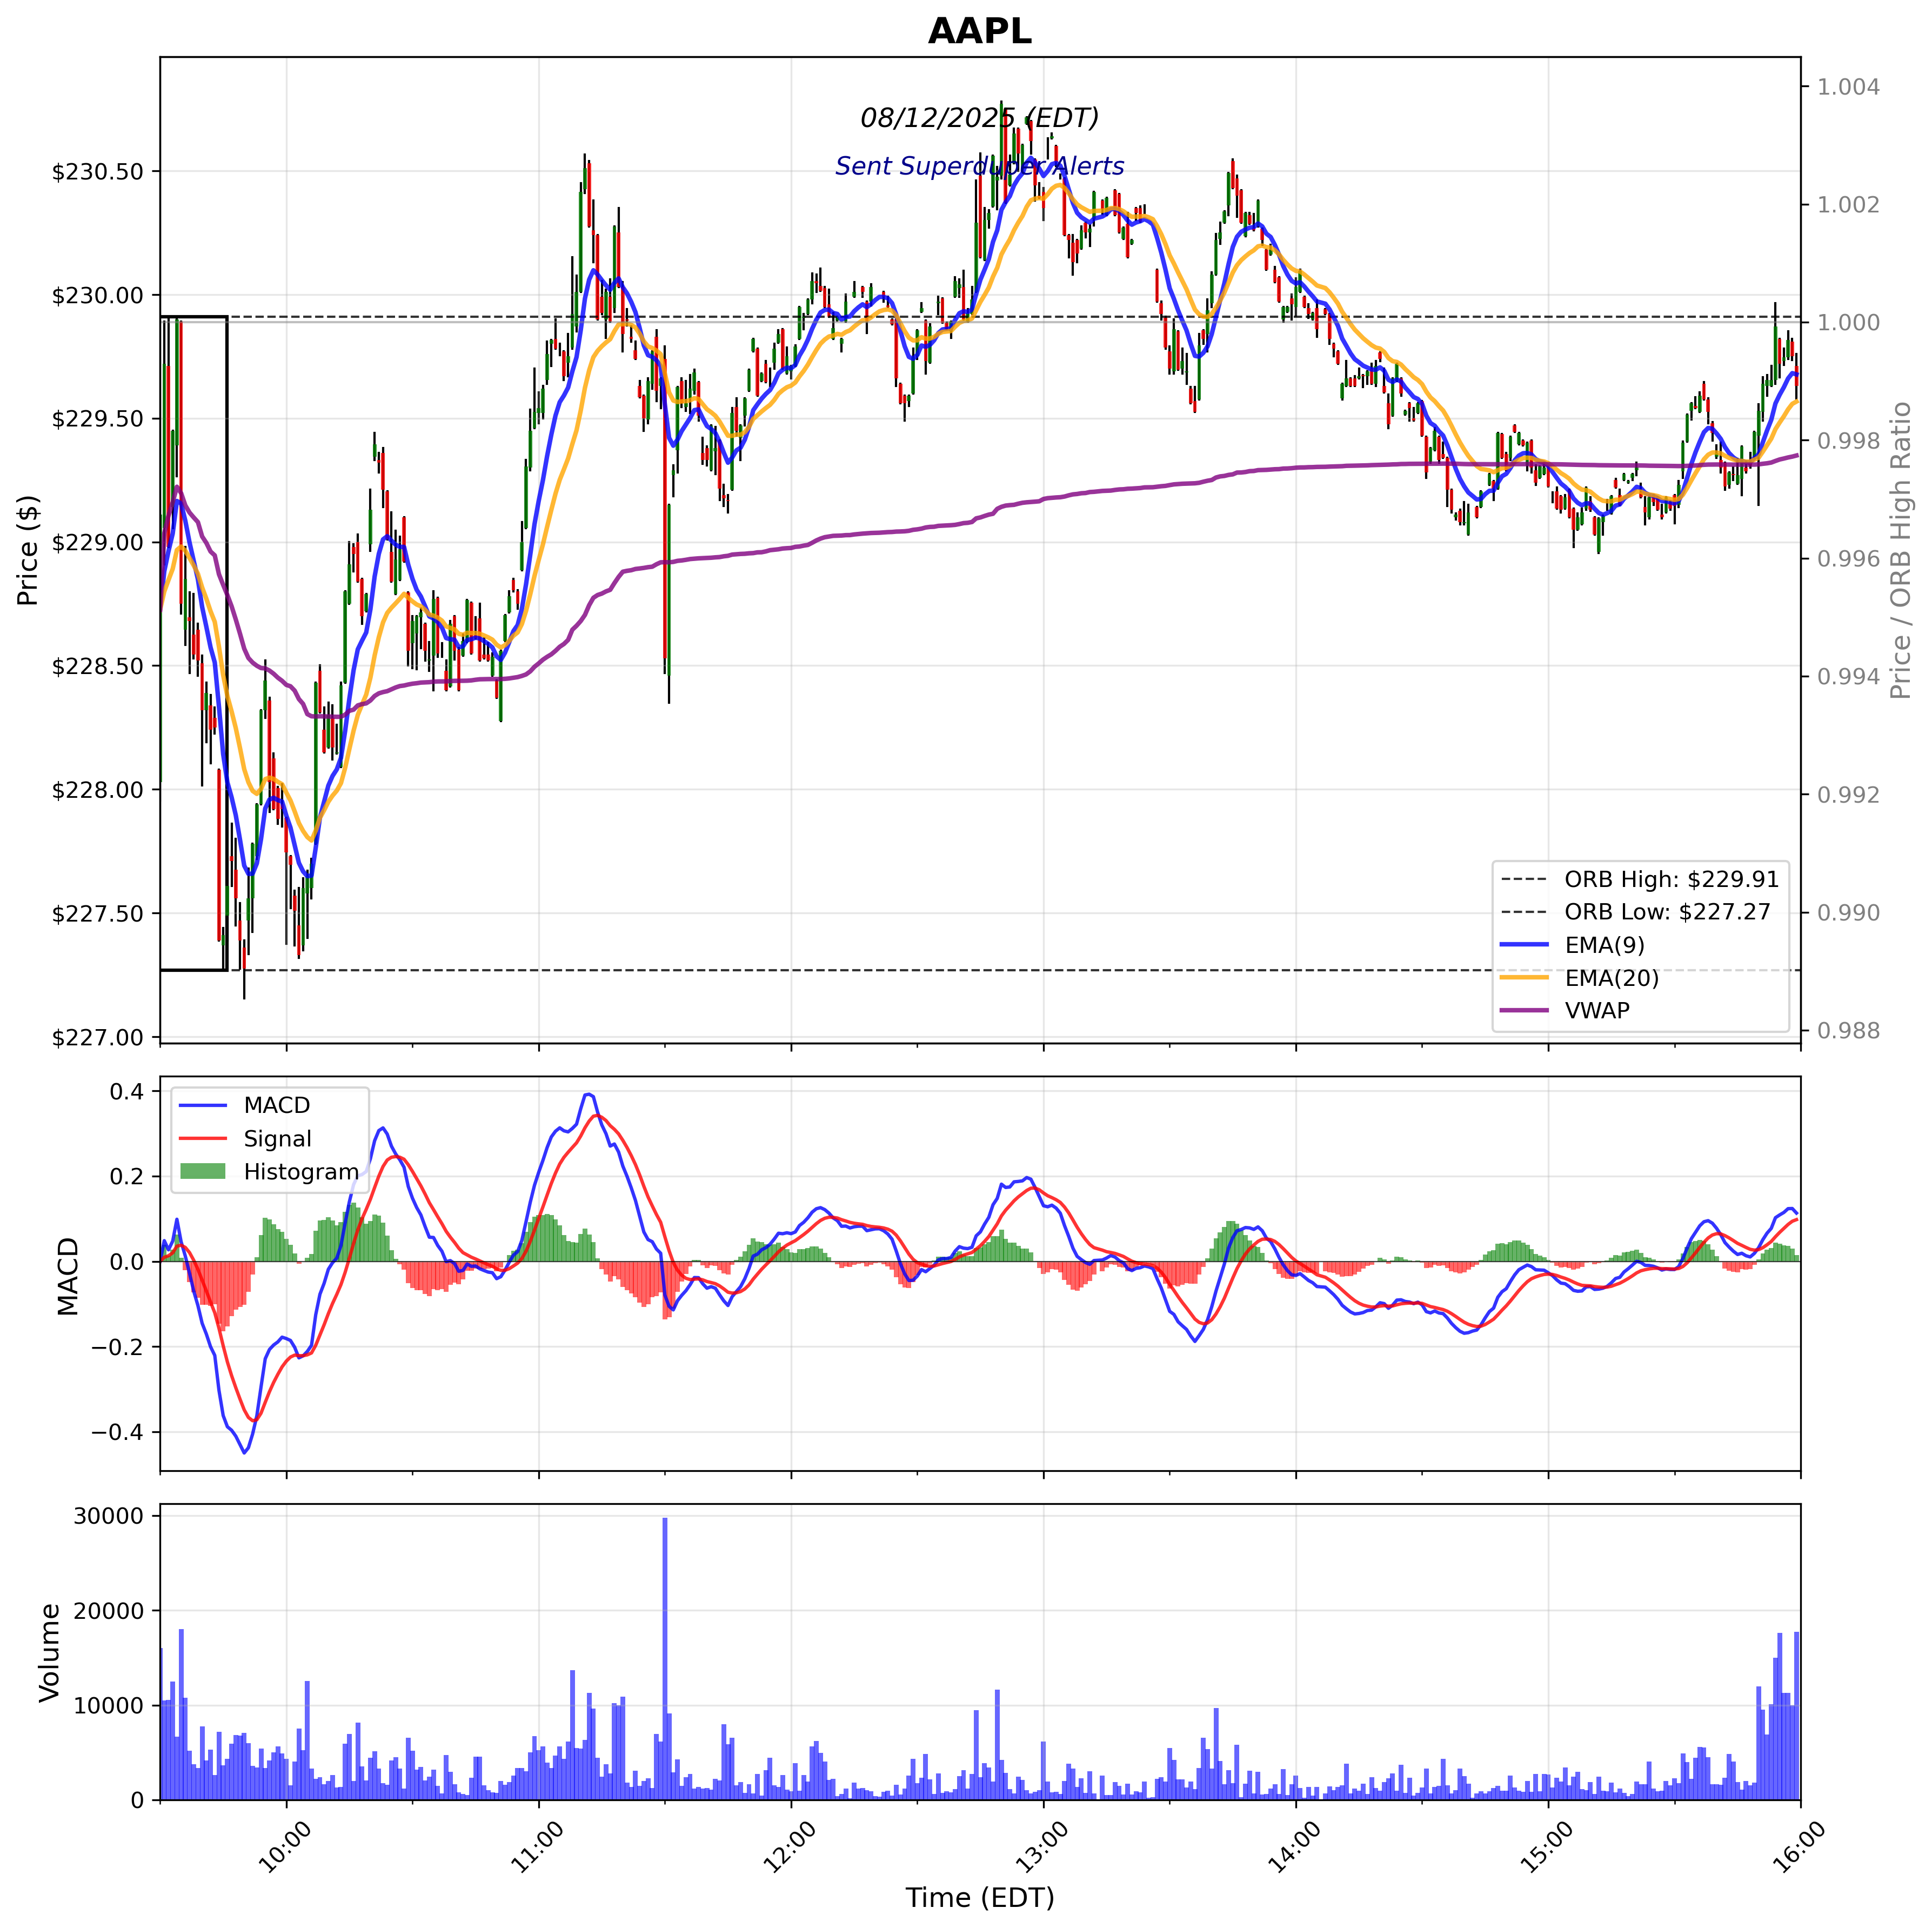 AAPL
08/12/2025 (EDT)
Sent Superduper Alerts
Price ($)
$230.50
$230.00
$229.50
$229.00
$228.50
$228.00
$227.50
$227.00
1.004
1.002
1.000
0.998
0.996
0.994
0.992
0.990
0.988
Price / ORB High Ratio
ORB High: $229.91
ORB Low: $227.27
EMA(9)
EMA(20)
VWAP
MACD
0.4
0.2
0.0
−0.2
−0.4
MACD
Signal
Histogram
Volume
30000
20000
10000
0
10:00
11:00
12:00
13:00
14:00
15:00
16:00
Time (EDT)